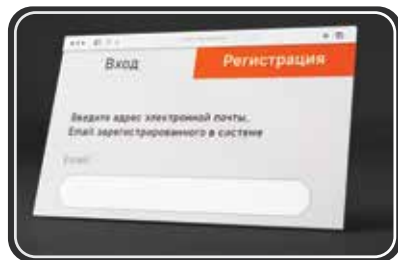 Вход
Регистрация
Введите адрес электронной почты.
Email зарегистрированного в системе
Email